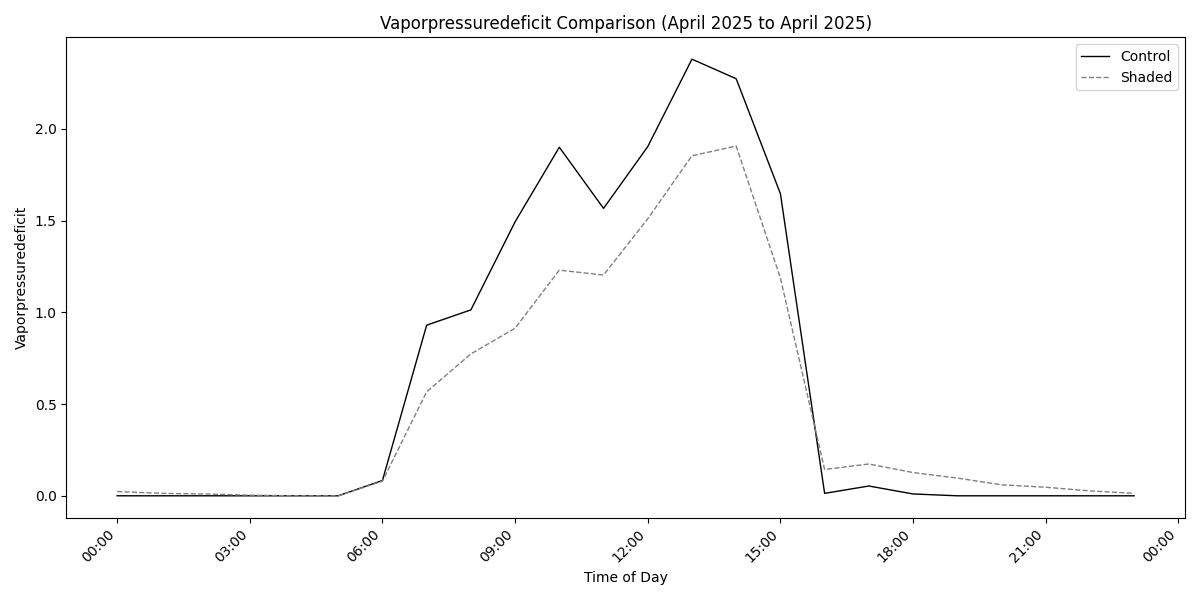 Vaporpressuredeficit Comparison (April 2025 to April 2025)
Control
Shaded
Vaporpressuredeficit
2.0
1.5
1.0
0.5
0.0
00:00
03:00
06:00
09:00
12:00
15:00
18:00
21:00
00:00
Time of Day